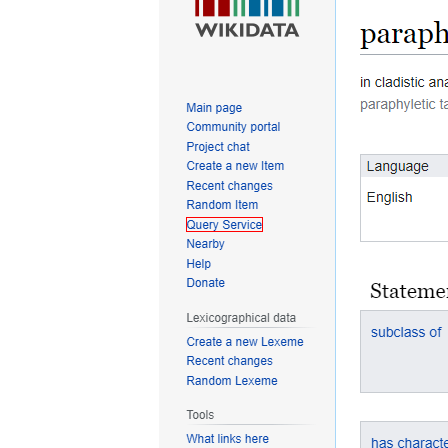 WIKIDATA
Main page
Community portal
Project chat
Create a new Item
Recent changes
Random Item
Query Service
Nearby
Help
Donate
Lexicographical data
Create a new Lexeme
Recent changes
Random Lexeme
Tools
What links here
paraph
in cladistic ana
paraphyletic ta
Language
English
Stateme
subclass of
has characte